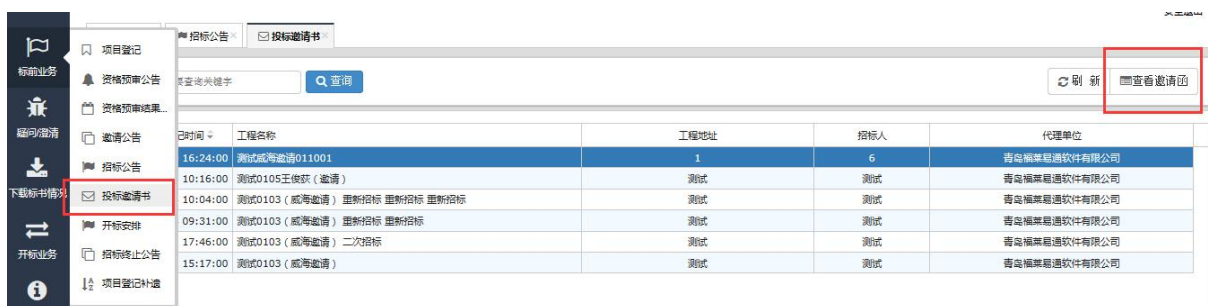 招标公告 投标邀请书
标前业务
疑问/澄清
下载标书情况
开标业务
项目登记
资格预审公告
资格预审结果...
邀请公告
招标公告
投标邀请书
开标安排
招标终止公告
项目登记补遗
要查询关键字 查询 刷 新 查看邀请函
记时间 工程名称 工程地址 招标人 代理单位
16:24:00 测试威海邀请011001 1 6 青岛福莱易通软件有限公司
10:16:00 测试0105王俊荻(邀请) 测试 测试 青岛福莱易通软件有限公司
10:04:00 测试0103(威海邀请) 重新招标 重新招标 重新招标 测试 测试 青岛福莱易通软件有限公司
09:31:00 测试0103(威海邀请) 重新招标 重新招标 测试 测试 青岛福莱易通软件有限公司
17:46:00 测试0103(威海邀请) 二次招标 测试 测试 青岛福莱易通软件有限公司
15:17:00 测试0103(威海邀请) 测试 测试 青岛福莱易通软件有限公司